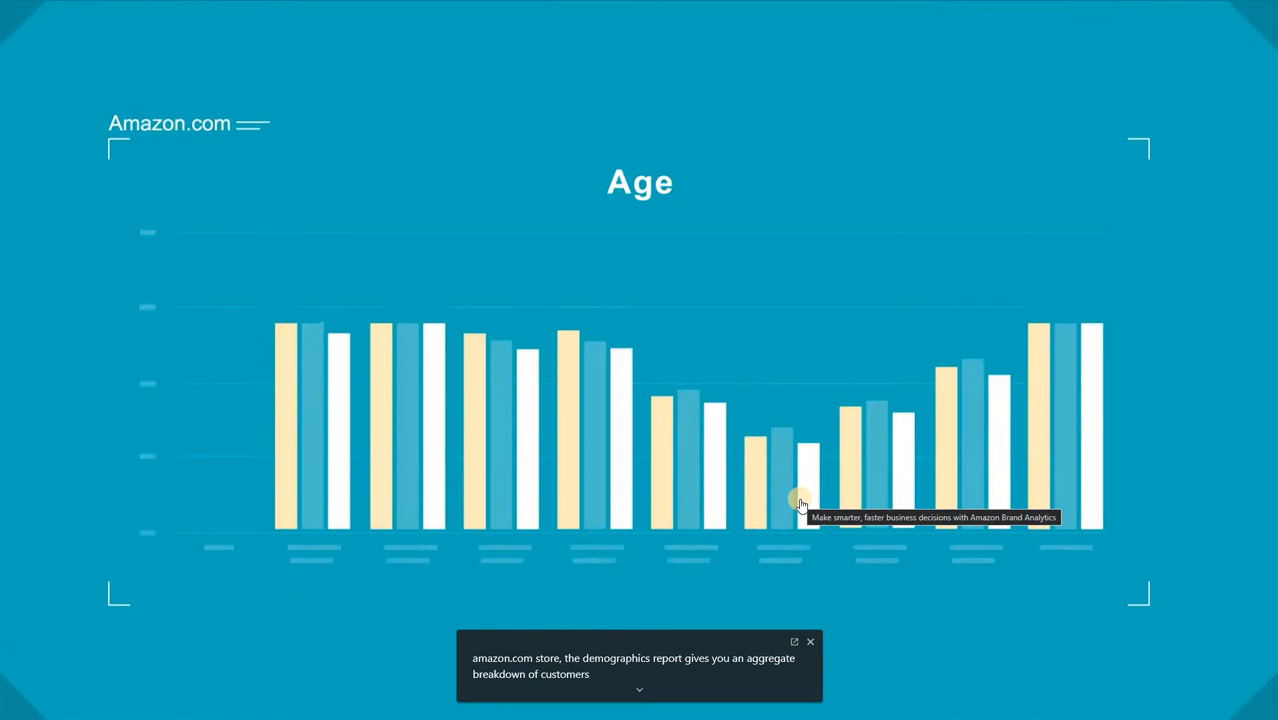 Amazon.com
Age
Make smarter, faster business decisions with Amazon Brand Analytics
amazon.com store, the demographics report gives you an aggregate
breakdown of customers